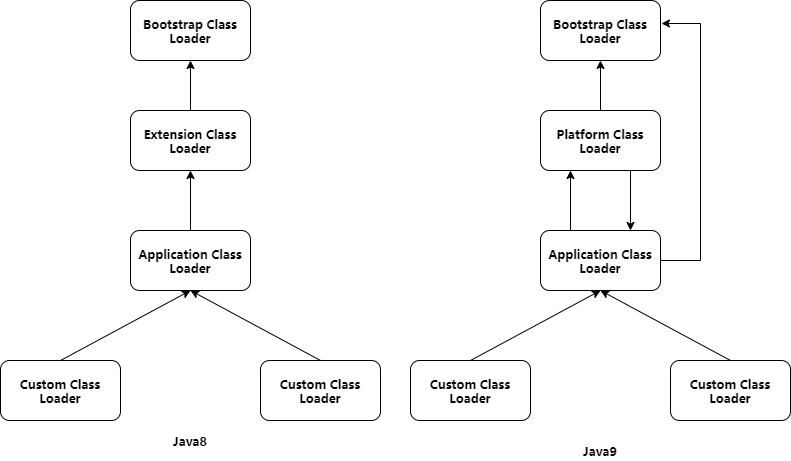 Bootstrap Class
Loader
Extension Class
Loader
Application Class
Loader
Custom Class
Loader
Custom Class
Loader
Java8
Bootstrap Class
Loader
Platform Class
Loader
Application Class
Loader
Custom Class
Loader
Custom Class
Loader
Java9